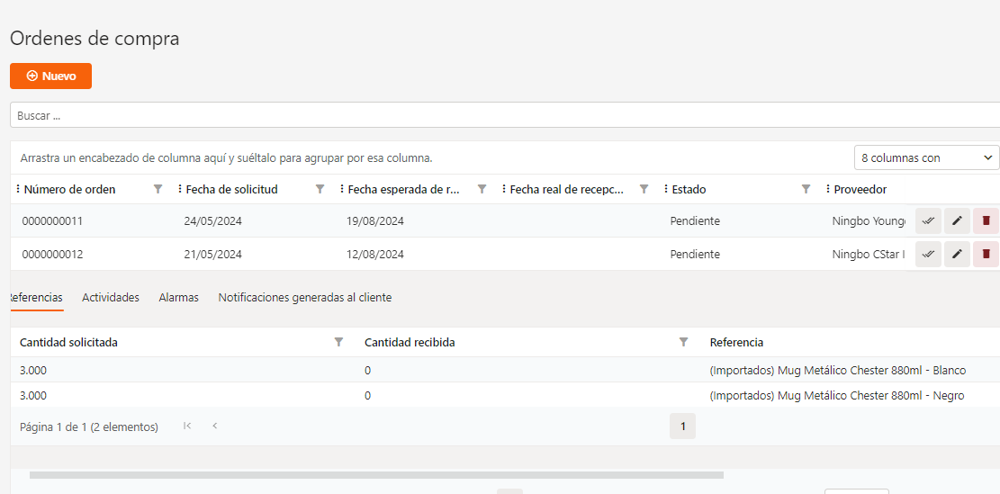 Ordenes de compra
Nuevo
Buscar ...
Arrastra un encabezado de columna aquí y suéltalo para agrupar por esa columna. 8 columnas con
Número de orden Fecha de solicitud Fecha esperada de r... Fecha real de recepc... Estado Proveedor
0000000011 24/05/2024 19/08/2024 Pendiente Ningbo Young
0000000012 21/05/2024 12/08/2024 Pendiente Ningbo CStar
Referencias Actividades Alarmas Notificaciones generadas al cliente
Cantidad solicitada Cantidad recibida Referencia
3.000 0 (Importados) Mug Metálico Chester 880ml - Blanco
3.000 0 (Importados) Mug Metálico Chester 880ml - Negro
Página 1 de 1 (2 elementos) 1